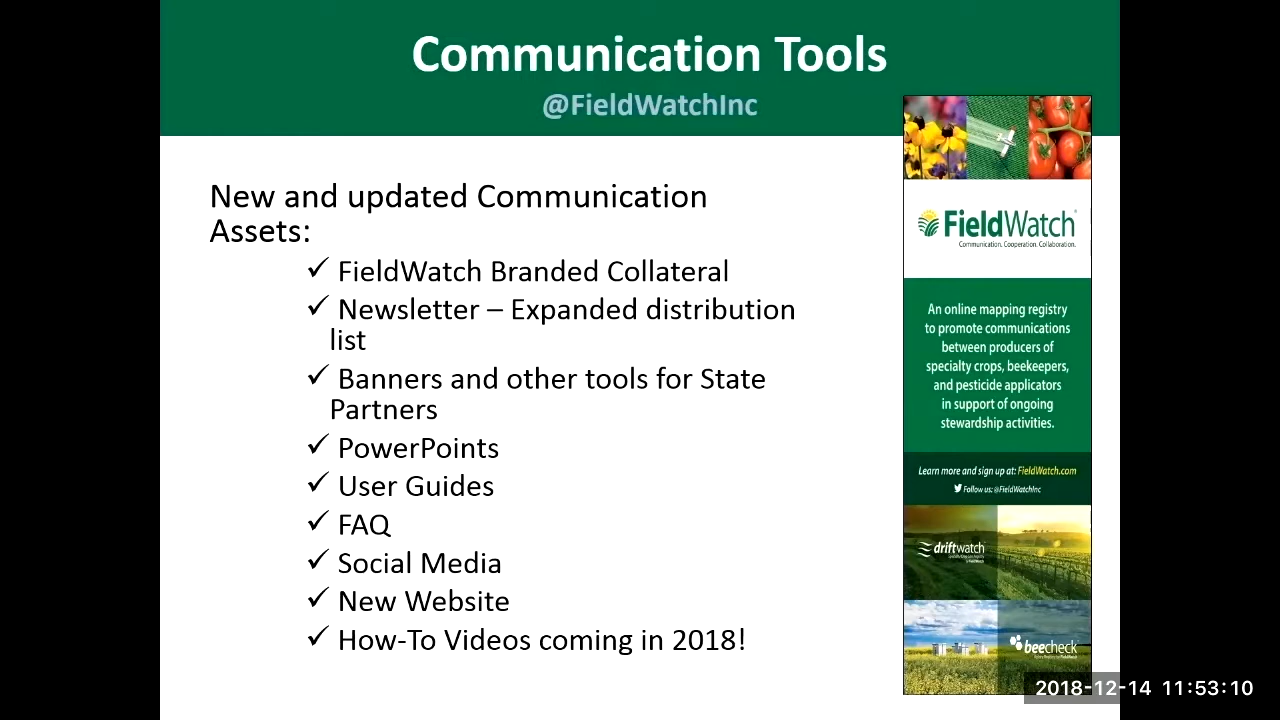 Communication Tools
@FieldWatchInc
New and updated Communication
Assets:
✓ FieldWatch Branded Collateral
✓ Newsletter – Expanded distribution
list
✓ Banners and other tools for State
Partners
✓ PowerPoints
✓ User Guides
✓ FAQ
✓ Social Media
✓ New Website
✓ How-To Videos coming in 2018!
FieldWatch®
Communication. Cooperation. Collaboration.
An online mapping registry
to promote communications
between producers of
specialty crops, beekeepers,
and pesticide applicators
in support of ongoing
stewardship activities.
Learn more and sign up at: FieldWatch.com
Follow us: @FieldWatchInc
driftwatch
beecheck
2018-12-14 11:53:10